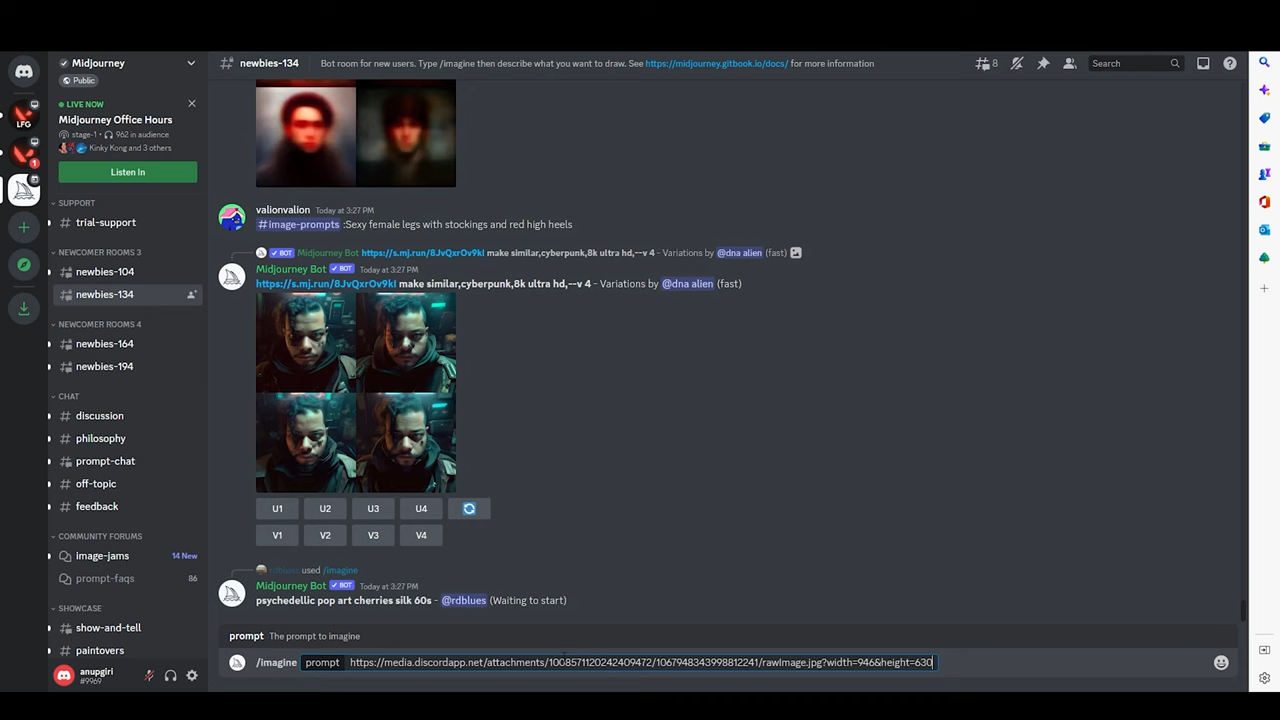 Midjourney
Public
LIVE NOW
Midjourney Office Hours
stage-1 · 962 in audience
Kinky Kong and 3 others
Listen In
SUPPORT
trial-support
NEWCOMER ROOMS 3
newbies-104
newbies-134
NEWCOMER ROOMS 4
newbies-164
newbies-194
CHAT
discussion
philosophy
prompt-chat
off-topic
feedback
COMMUNITY FORUMS
image-jams 14 New
prompt-faqs 86
SHOWCASE
show-and-tell
paintovers
anupgiri
#9969
LFG
1
newbies-134 Bot room for new users. Type /imagine then describe what you want to draw. See https://midjourney.gitbook.io/docs/ for more information
8
Search
valionvalion Today at 3:27 PM
#image-prompts :Sexy female legs with stockings and red high heels
BOT Midjourney Bot https://s.mj.run/8JvQxrOv9kI make similar,cyberpunk,8k ultra hd,--v 4 - Variations by @dna alien (fast)
Midjourney Bot BOT Today at 3:27 PM
https://s.mj.run/8JvQxrOv9kI make similar,cyberpunk,8k ultra hd,--v 4 - Variations by @dna alien (fast)
U1 U2 U3 U4
V1 V2 V3 V4
rdblues used /imagine
Midjourney Bot BOT Today at 3:27 PM
psychedellic pop art cherries silk 60s - @rdblues (Waiting to start)
prompt The prompt to imagine
/imagine prompt https://media.discordapp.net/attachments/1008571120242409472/1067948343998812241/rawImage.jpg?width=946&height=630